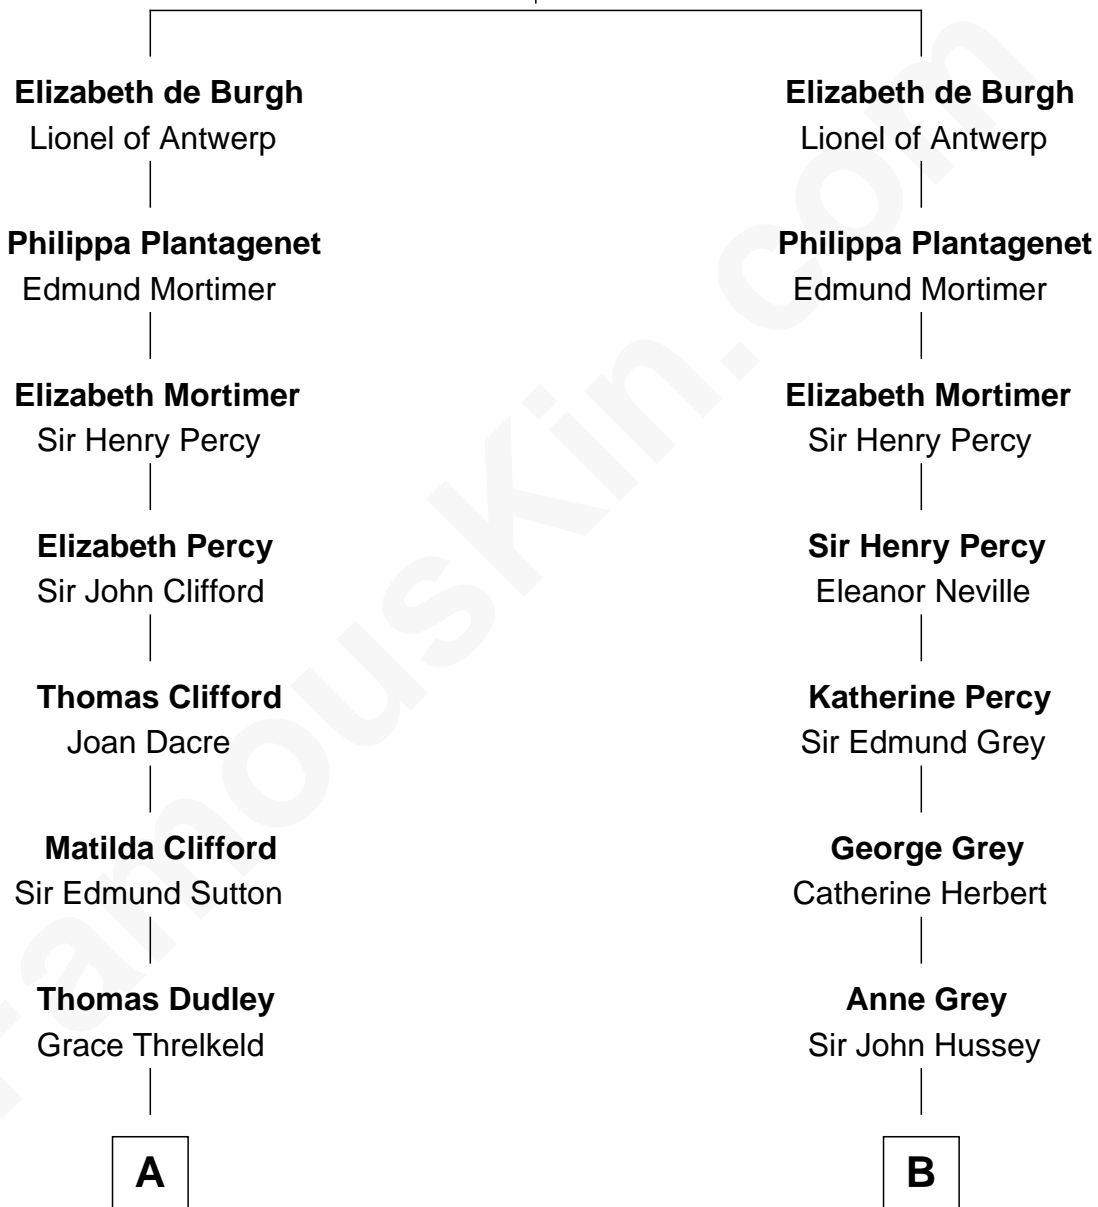 Elizabeth de Burgh
Lionel of Antwerp
Philippa Plantagenet
Edmund Mortimer
Elizabeth Mortimer
Sir Henry Percy
Elizabeth Percy
Sir John Clifford
Thomas Clifford
Joan Dacre
Matilda Clifford
Sir Edmund Sutton
Thomas Dudley
Grace Threlkeld
A
Elizabeth de Burgh
Lionel of Antwerp
Philippa Plantagenet
Edmund Mortimer
Elizabeth Mortimer
Sir Henry Percy
Sir Henry Percy
Eleanor Neville
Katherine Percy
Sir Edmund Grey
George Grey
Catherine Herbert
Anne Grey
Sir John Hussey
B
FamousKin.com